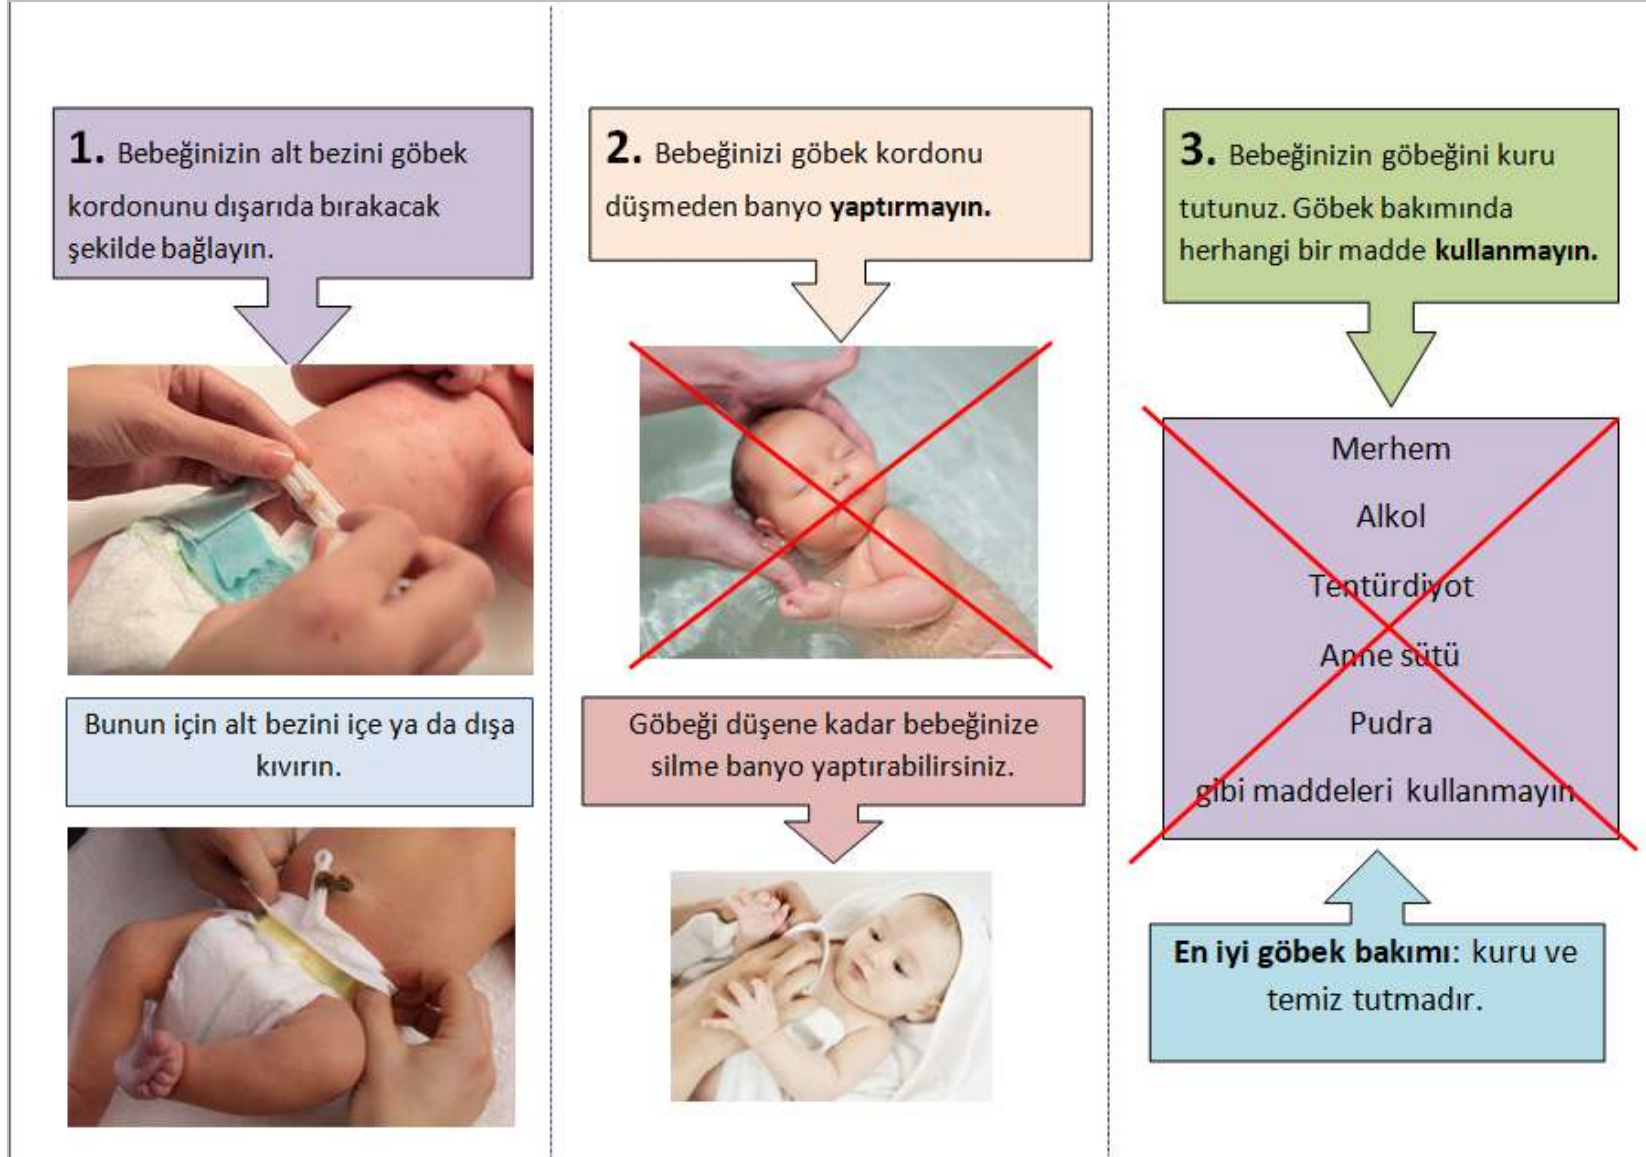 1. Bebeğinizin alt bezini göbek
kordonunu dışarıda bırakacak
şekilde bağlayın.
Bunun için alt bezini içe ya da dışa
kıvırın.
2. Bebeğinizi göbek kordonu
düşmeden banyo yaptırmayın.
Göbeği düşene kadar bebeğinize
silme banyo yaptırabilirsiniz.
3. Bebeğinizin göbeğini kuru
tutunuz. Göbek bakımında
herhangi bir madde kullanmayın.
Merhem
Alkol
Tentürdiyot
Anne sütü
Pudra
gibi maddeleri kullanmayın
En iyi göbek bakımı: kuru ve
temiz tutmadır.